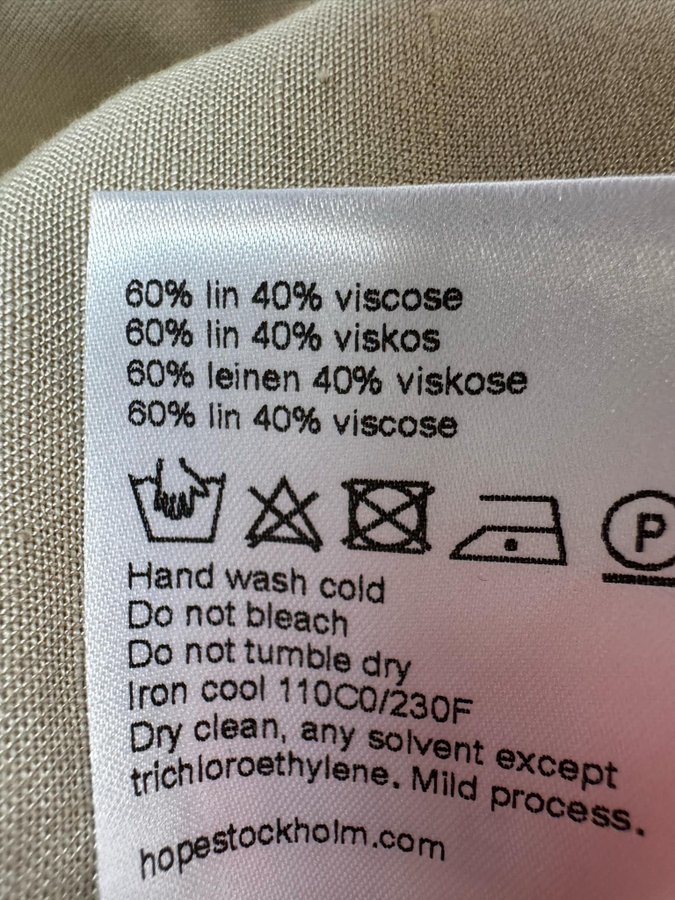 60% lin 40% viscose
60% lin 40% viskos
60% leinen 40% viskose
60% lin 40% viscose
P
Hand wash cold
Do not bleach
Do not tumble dry
Iron cool 110C0/230F
Dry clean, any solvent except
trichloroethylene. Mild process.
hopestockholm.com